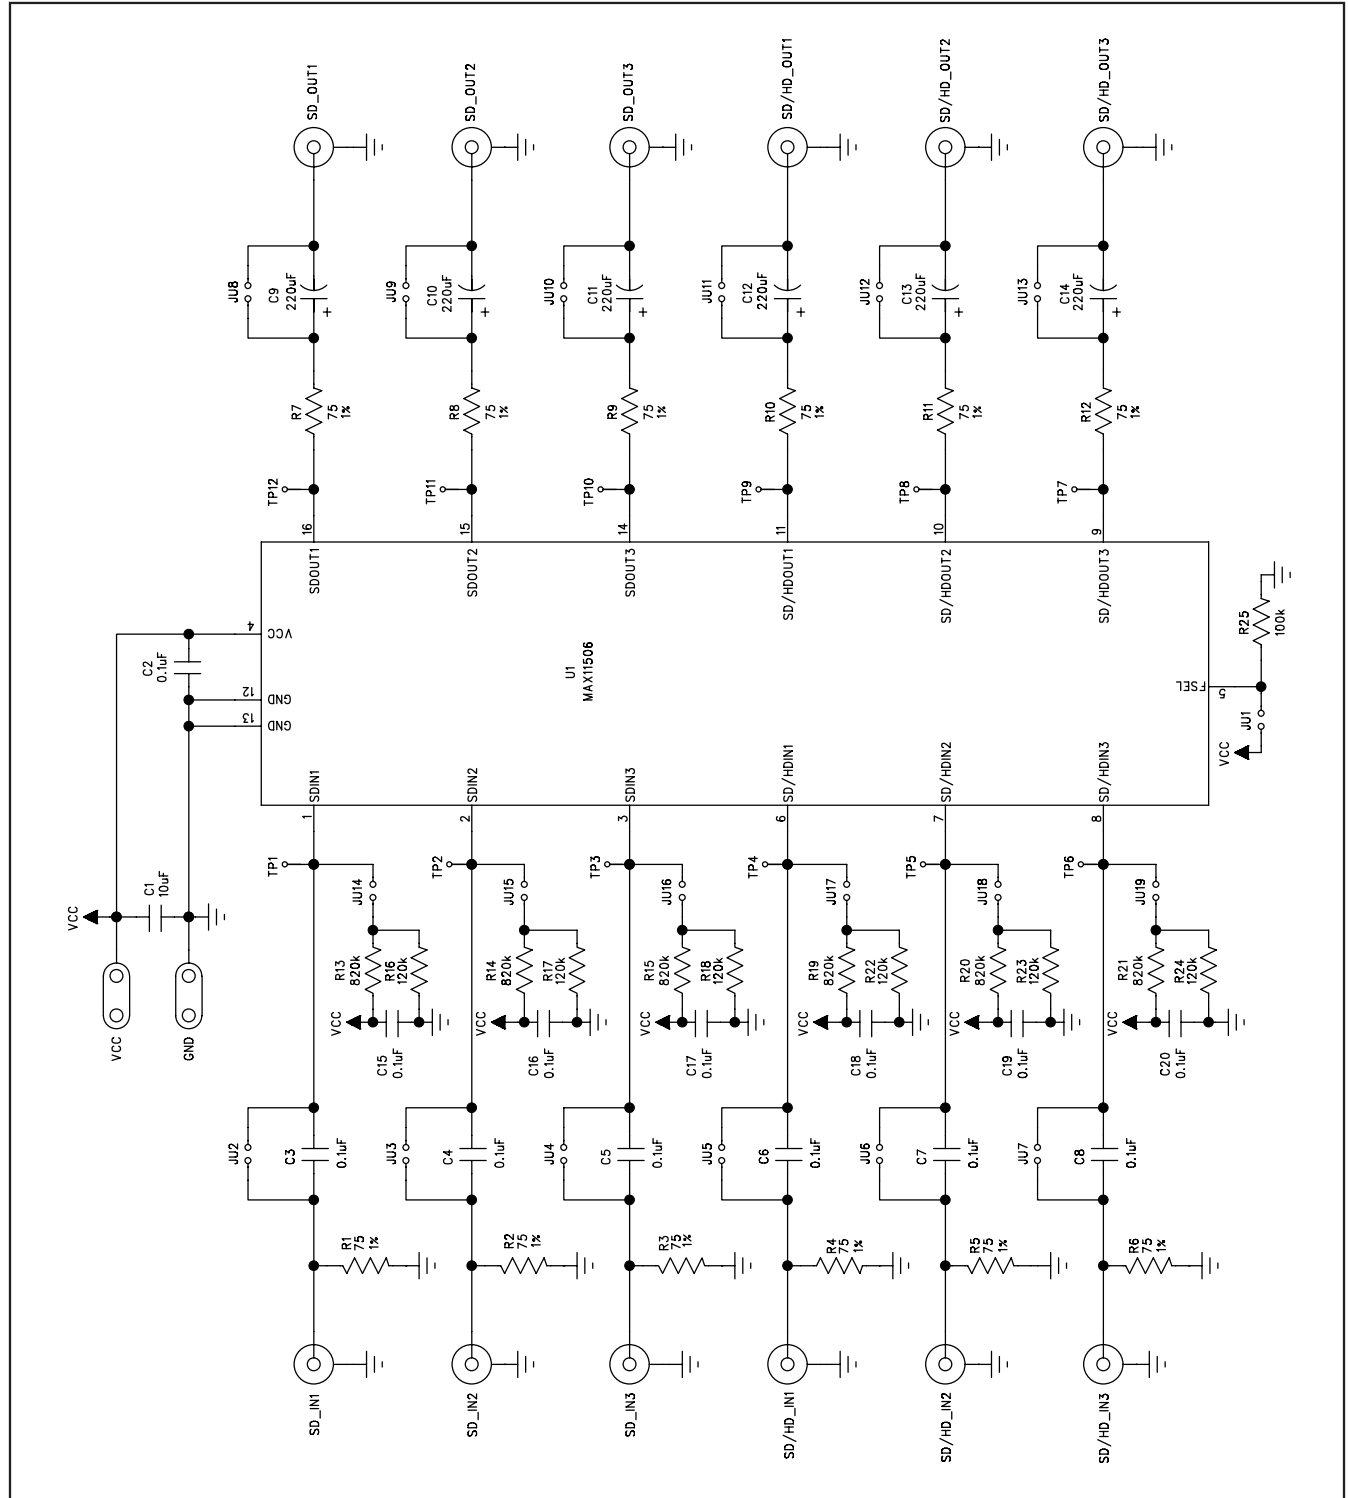 SD_OUT1
SD_OUT2
SD_OUT3
SD/HD_OUT1
SD/HD_OUT2
SD/HD_OUT3
JU8
C9
220uF
+
JU9
C10
220uF
+
JU10
C11
220uF
+
JU11
C12
220uF
+
JU12
C13
220uF
+
JU13
C14
220uF
+
R7
75
1%
R8
75
1%
R9
75
1%
R10
75
1%
R11
75
1%
R12
75
1%
TP12
TP11
TP10
TP9
TP8
TP7
16
15
14
11
10
9
SDOUT1
SDOUT2
SDOUT3
SD/HDOUT1
SD/HDOUT2
SD/HDOUT3
C2
0.1uF
4
VCC
12
GND
13
GND
U1
MAX11506
FSEL
5
R25
100k
JU1
VCC
SDIN1
SDIN2
SDIN3
SD/HDIN1
SD/HDIN2
SD/HDIN3
1
2
3
6
7
8
VCC
C1
10uF
VCC
GND
TP1
TP2
TP3
TP4
TP5
TP6
JU14
JU15
JU16
JU17
JU18
JU19
R13
820k
R16
120k
R14
820k
R17
120k
R15
820k
R18
120k
R19
820k
R22
120k
R20
820k
R23
120k
R21
820k
R24
120k
VCC
C15
0.1uF
VCC
C16
0.1uF
VCC
C17
0.1uF
VCC
C18
0.1uF
VCC
C19
0.1uF
VCC
C20
0.1uF
JU2
C3
0.1uF
JU3
C4
0.1uF
JU4
C5
0.1uF
JU5
C6
0.1uF
JU6
C7
0.1uF
JU7
C8
0.1uF
R1
75
1%
R2
75
1%
R3
75
1%
R4
75
1%
R5
75
1%
R6
75
1%
SD_IN1
SD_IN2
SD_IN3
SD/HD_IN1
SD/HD_IN2
SD/HD_IN3